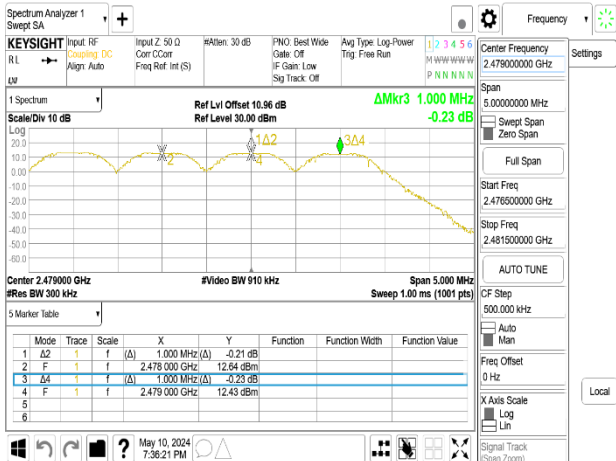 Spectrum Analyzer 1
Swept SA
+
Frequency
Settings
KEYSIGHT
RL
Input: RF
Coupling: DC
Align: Auto
Input Z: 50 Ω
Corr CCorr
Freq Ref: Int (S)
#Atten: 30 dB
PNO: Best Wide
Gate: Off
IF Gain: Low
Sig Track: Off
Avg Type: Log-Power
Trig: Free Run
1 2 3 4 5 6
M W W W W W
P N N N N N
1 Spectrum
Scale/Div 10 dB
Ref Lvl Offset 10.96 dB
Ref Level 30.00 dBm
ΔMkr3 1.000 MHz
-0.23 dB
Log
20.0
10.0
0.00
-10.0
-20.0
-30.0
-40.0
-50.0
-60.0
2
1Δ2
4
3Δ4
Center 2.479000 GHz
#Res BW 300 kHz
#Video BW 910 kHz
Span 5.000 MHz
Sweep 1.00 ms (1001 pts)
5 Marker Table
Mode Trace Scale X Y Function Function Width Function Value
1 Δ2 1 f (Δ) 1.000 MHz (Δ) -0.21 dB
2 F 1 f 2.478 000 GHz 12.64 dBm
3 Δ4 1 f (Δ) 1.000 MHz (Δ) -0.23 dB
4 F 1 f 2.479 000 GHz 12.43 dBm
5
6
?
May 10, 2024
7:36:21 PM
Center Frequency
2.479000000 GHz
Span
5.00000000 MHz
Swept Span
Zero Span
Full Span
Start Freq
2.476500000 GHz
Stop Freq
2.481500000 GHz
AUTO TUNE
CF Step
500.000 kHz
Auto
Man
Freq Offset
0 Hz
X Axis Scale
Log
Lin
Signal Track
(Span Zoom)
Local